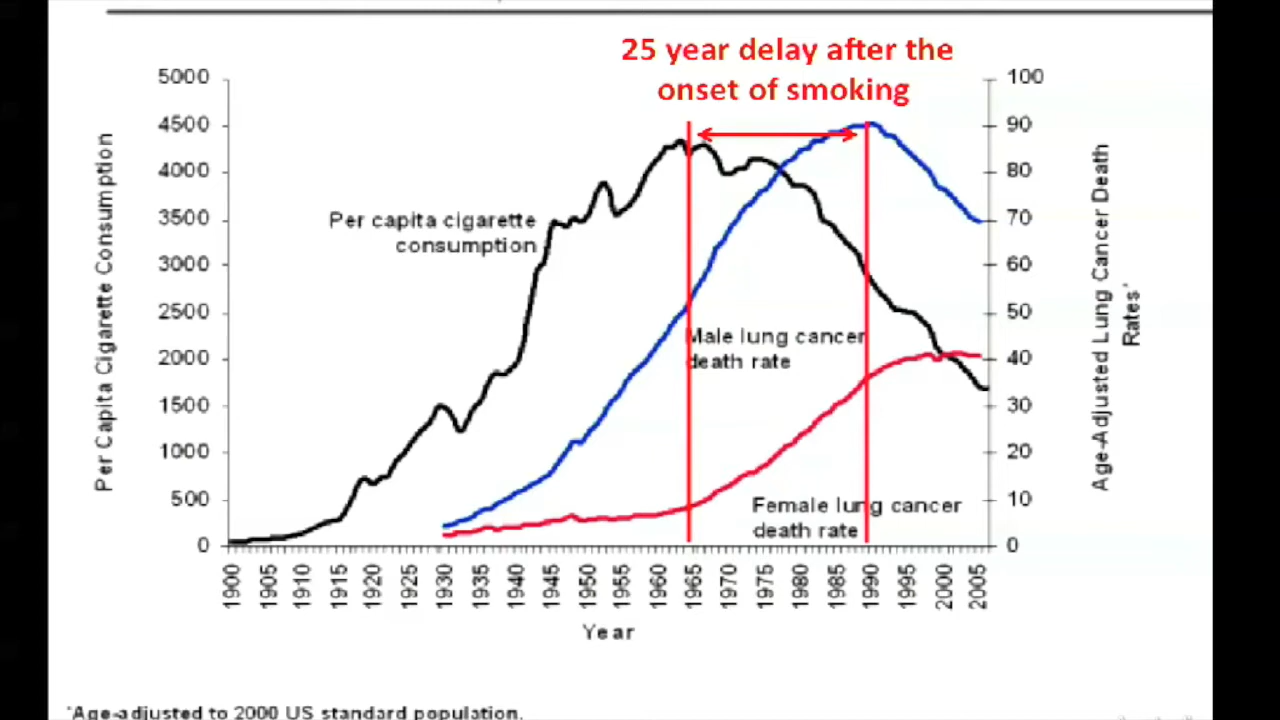 25 year delay after the
onset of smoking
Per Capita Cigarette Consumption
5000
4500
4000
3500
3000
2500
2000
1500
1000
500
0
Per capita cigarette
consumption
Male lung cancer
death rate
Female lung cancer
death rate
100
90
80
70
60
50
40
30
20
10
0
Age-Adjusted Lung Cancer Death
Rates*
1900 1905 1910 1915 1920 1925 1930 1935 1940 1945 1950 1955 1960 1965 1970 1975 1980 1985 1990 1995 2000 2005
Year
*Age-adjusted to 2000 US standard population.